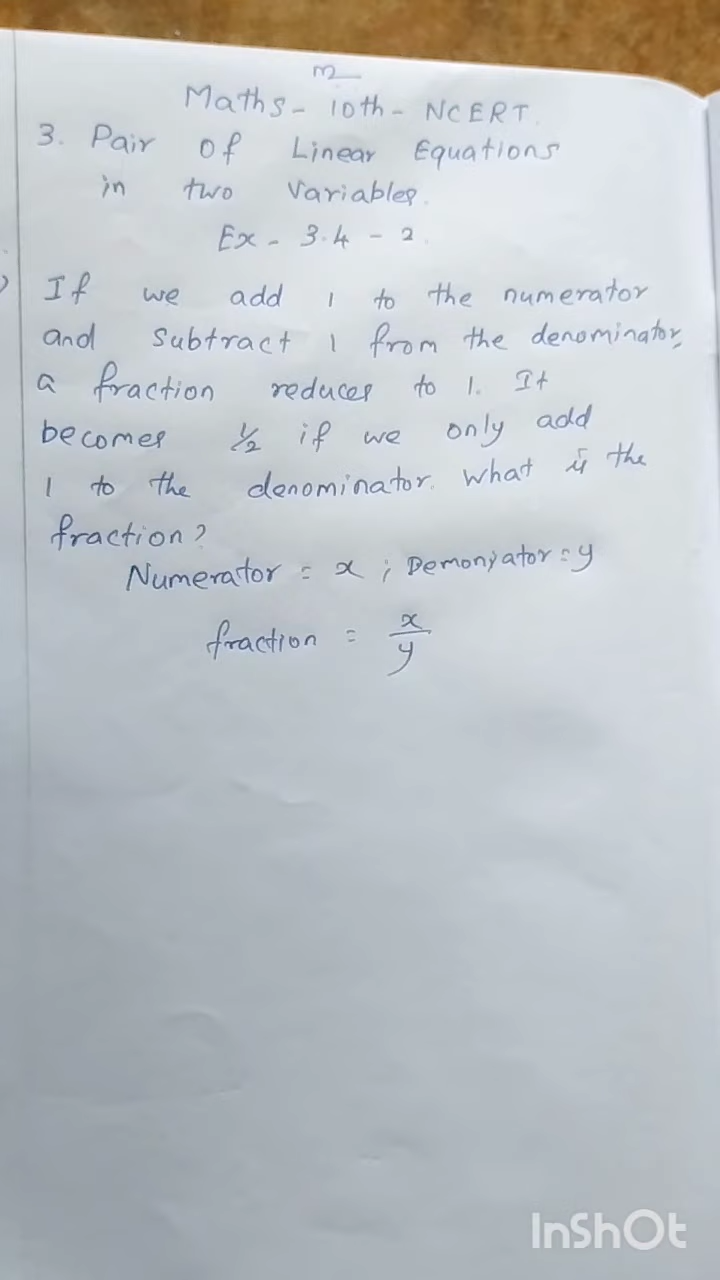 m
Maths - 10th - NCERT.
3. Pair of Linear Equations
in two Variables.
Ex - 3.4 - 2.
If we add 1 to the numerator
and Subtract 1 from the denominator,
a fraction reduces to 1. It
becomes 1/2 if we only add
1 to the denominator. What is the
fraction?
Numerator = x ; Demoniator = y
fraction = x/y
InShOt